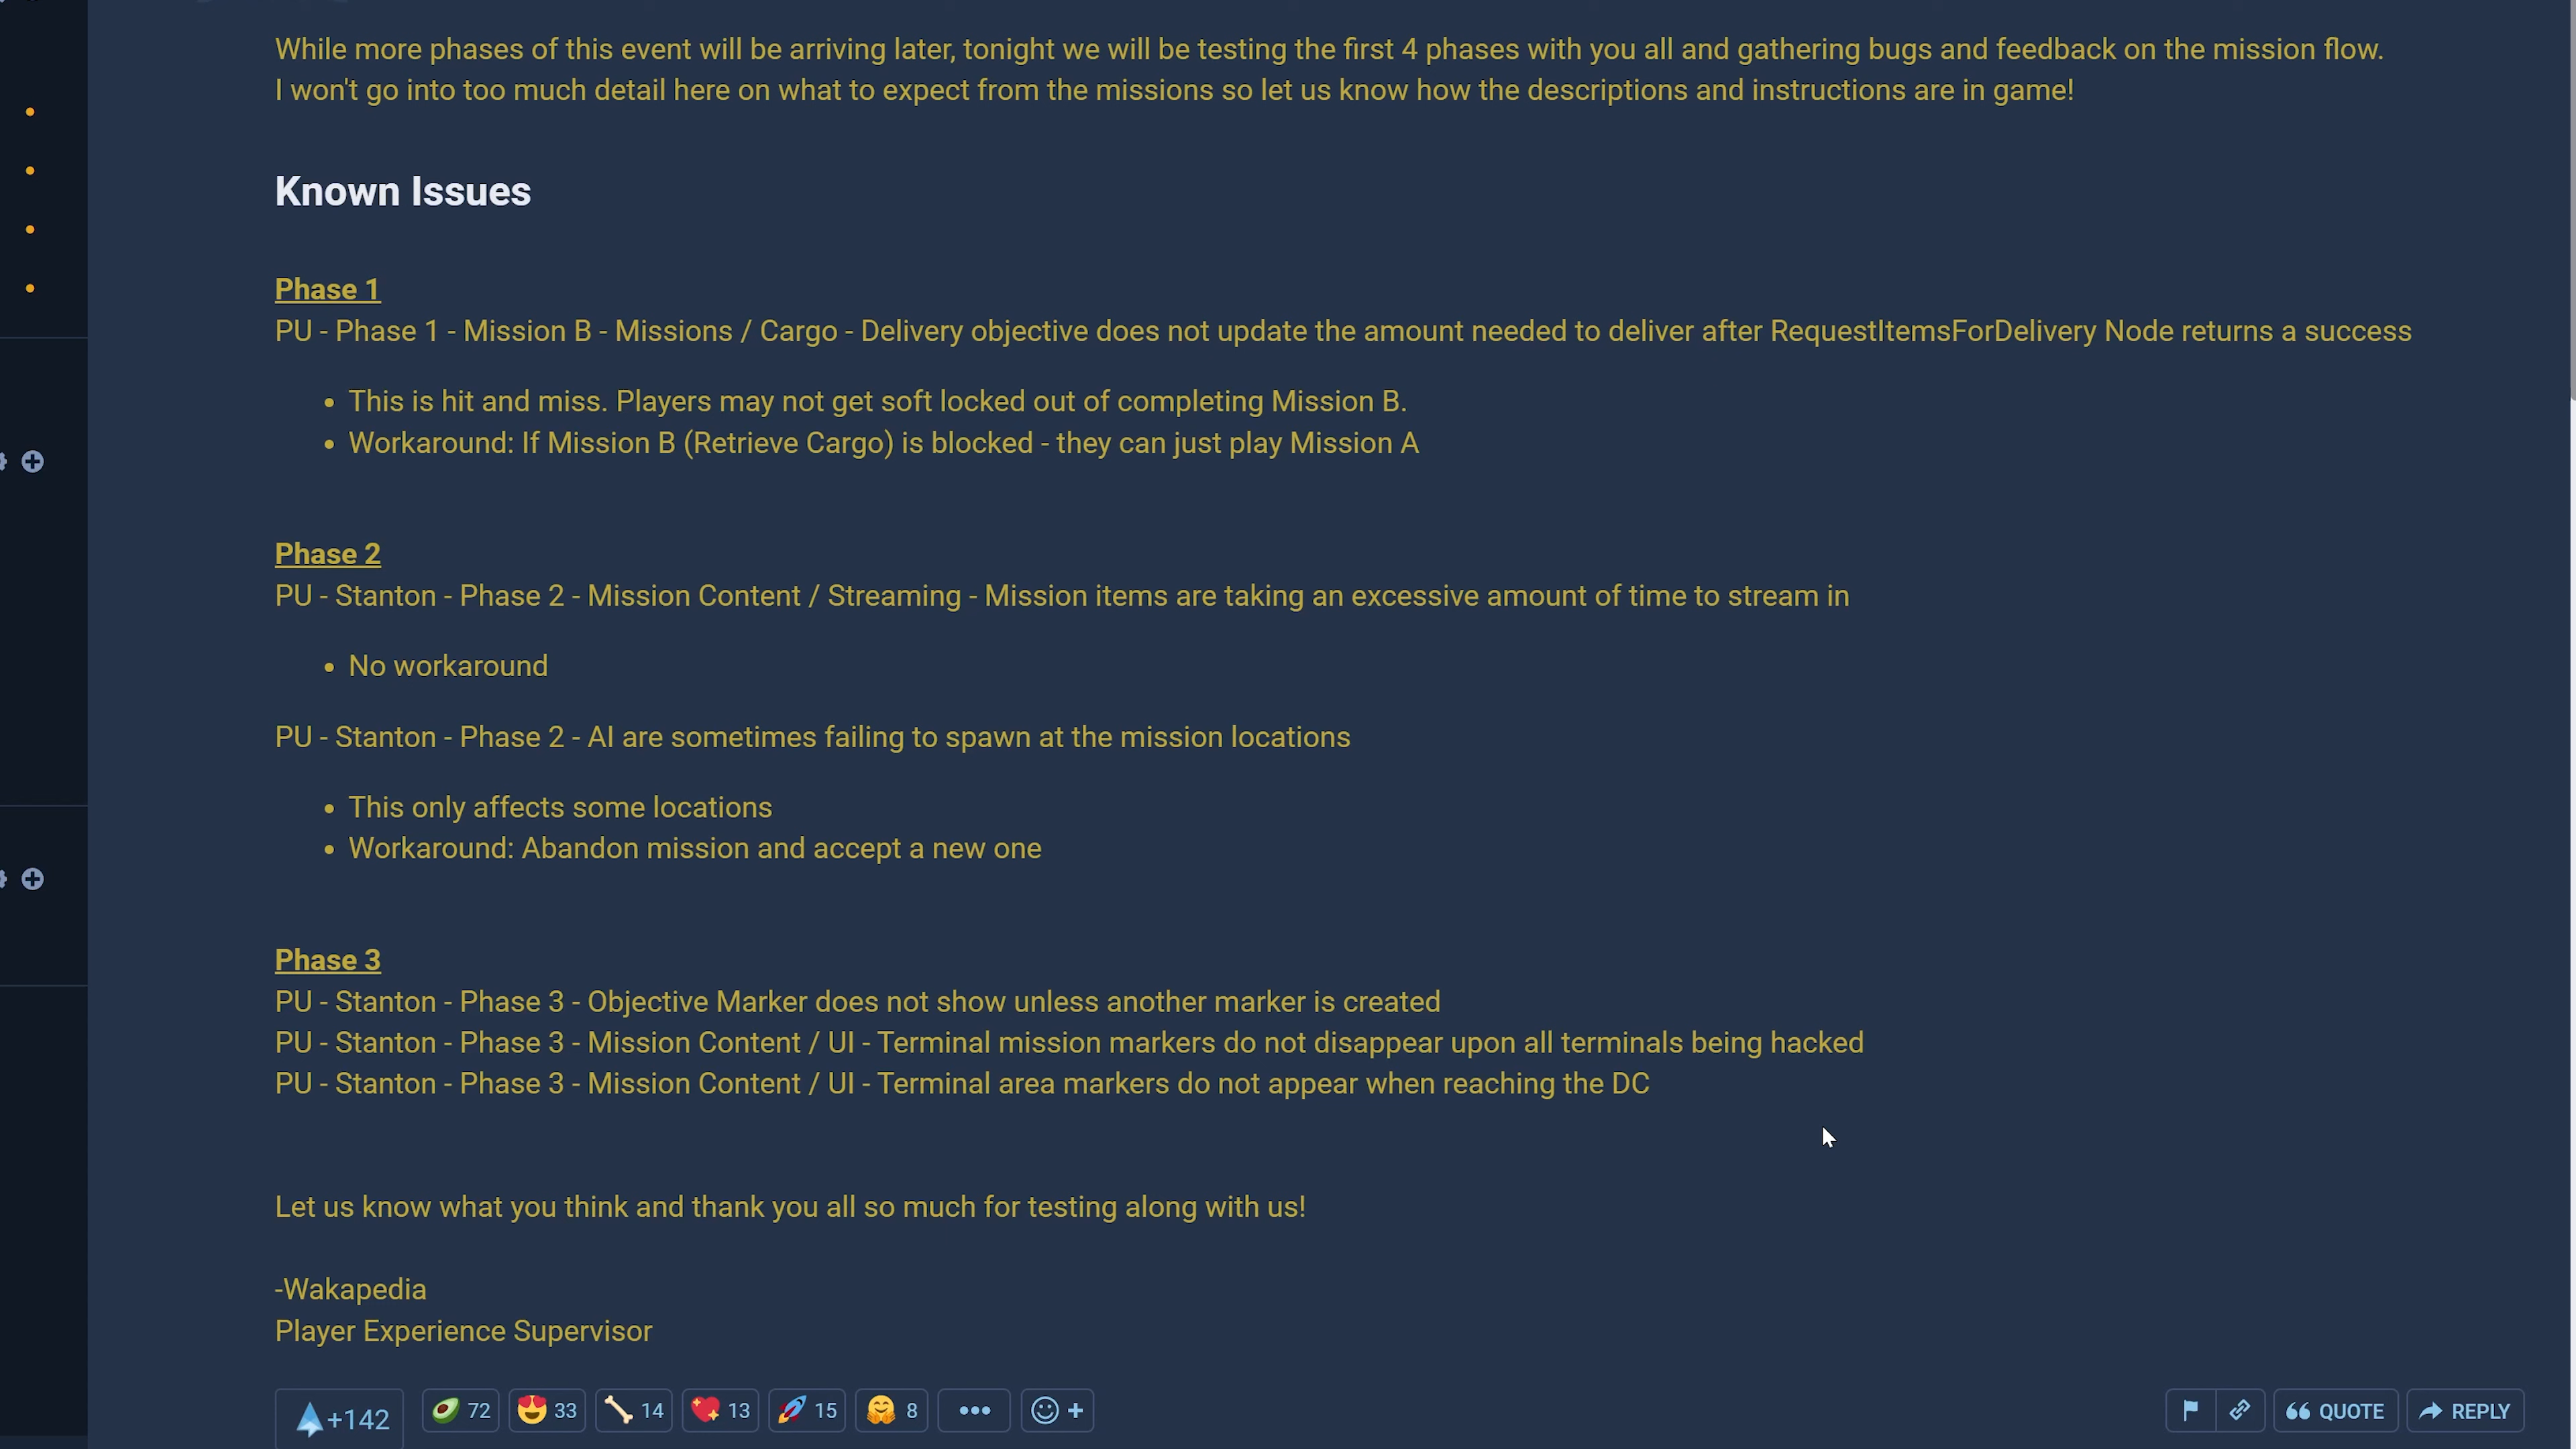 While more phases of this event will be arriving later, tonight we will be testing the first 4 phases with you all and gathering bugs and feedback on the mission flow.
I won't go into too much detail here on what to expect from the missions so let us know how the descriptions and instructions are in game!
Known Issues
Phase 1
PU - Phase 1 - Mission B - Missions / Cargo - Delivery objective does not update the amount needed to deliver after RequestItemsForDelivery Node returns a success
• This is hit and miss. Players may not get soft locked out of completing Mission B.
• Workaround: If Mission B (Retrieve Cargo) is blocked - they can just play Mission A
Phase 2
PU - Stanton - Phase 2 - Mission Content / Streaming - Mission items are taking an excessive amount of time to stream in
• No workaround
PU - Stanton - Phase 2 - AI are sometimes failing to spawn at the mission locations
• This only affects some locations
• Workaround: Abandon mission and accept a new one
Phase 3
PU - Stanton - Phase 3 - Objective Marker does not show unless another marker is created
PU - Stanton - Phase 3 - Mission Content / UI - Terminal mission markers do not disappear upon all terminals being hacked
PU - Stanton - Phase 3 - Mission Content / UI - Terminal area markers do not appear when reaching the DC
Let us know what you think and thank you all so much for testing along with us!
-Wakapedia
Player Experience Supervisor
+142 72 33 14 13 15 8 ••• + QUOTE REPLY